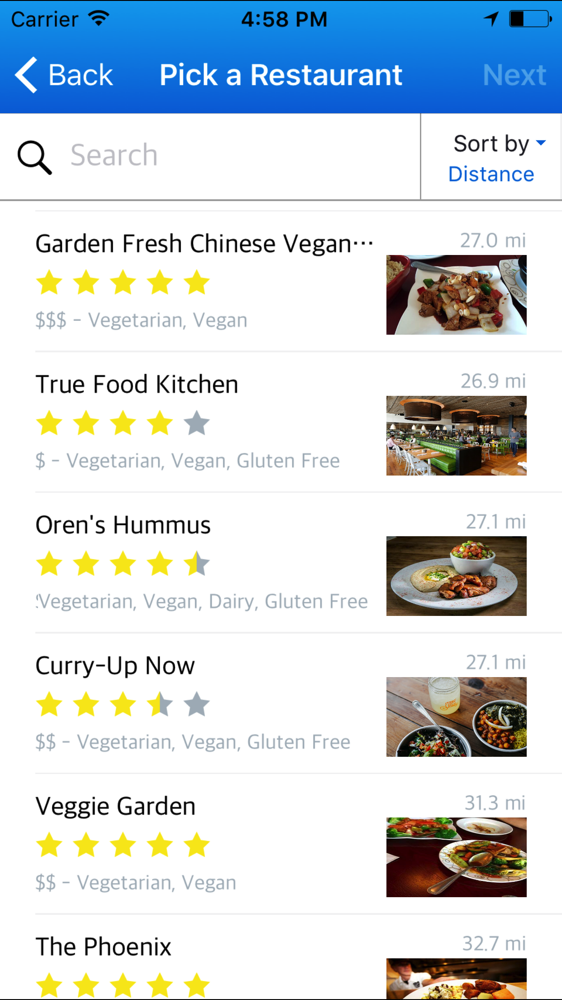 Carrier 4:58 PM
Back Pick a Restaurant Next
Search
Sort by
Distance
Garden Fresh Chinese Vegan…
27.0 mi
$$$ - Vegetarian, Vegan
True Food Kitchen
26.9 mi
$ - Vegetarian, Vegan, Gluten Free
Oren's Hummus
27.1 mi
Vegetarian, Vegan, Dairy, Gluten Free
Curry-Up Now
27.1 mi
$$ - Vegetarian, Vegan, Gluten Free
Veggie Garden
31.3 mi
$$ - Vegetarian, Vegan
The Phoenix
32.7 mi